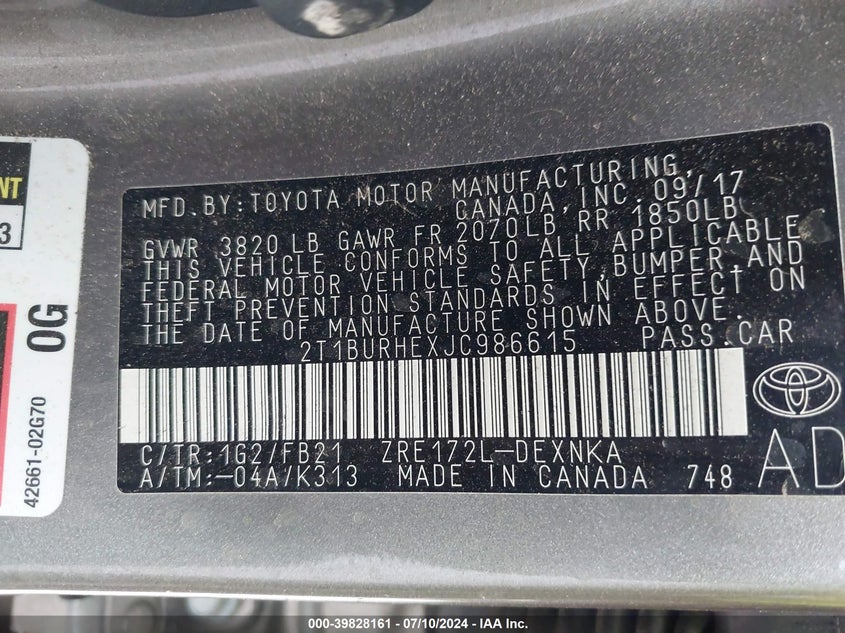 MFD. BY: TOYOTA MOTOR MANUFACTURING,
CANADA, INC. 09/17
GVWR 3820 LB GAWR FR 2070LB RR 1850LB
THIS VEHICLE CONFORMS TO ALL APPLICABLE
FEDERAL MOTOR VEHICLE SAFETY, BUMPER AND
THEFT PREVENTION STANDARDS IN EFFECT ON
THE DATE OF MANUFACTURE SHOWN ABOVE.
2T1BURHEXJC986615 PASS. CAR
C/TR: 1G2/FB21 ZRE172L-DEXNKA
A/TM: -04A/K313 MADE IN CANADA 748
AD
NT
3
0G
42661-02G70
000-39828161 - 07/10/2024 - IAA Inc.